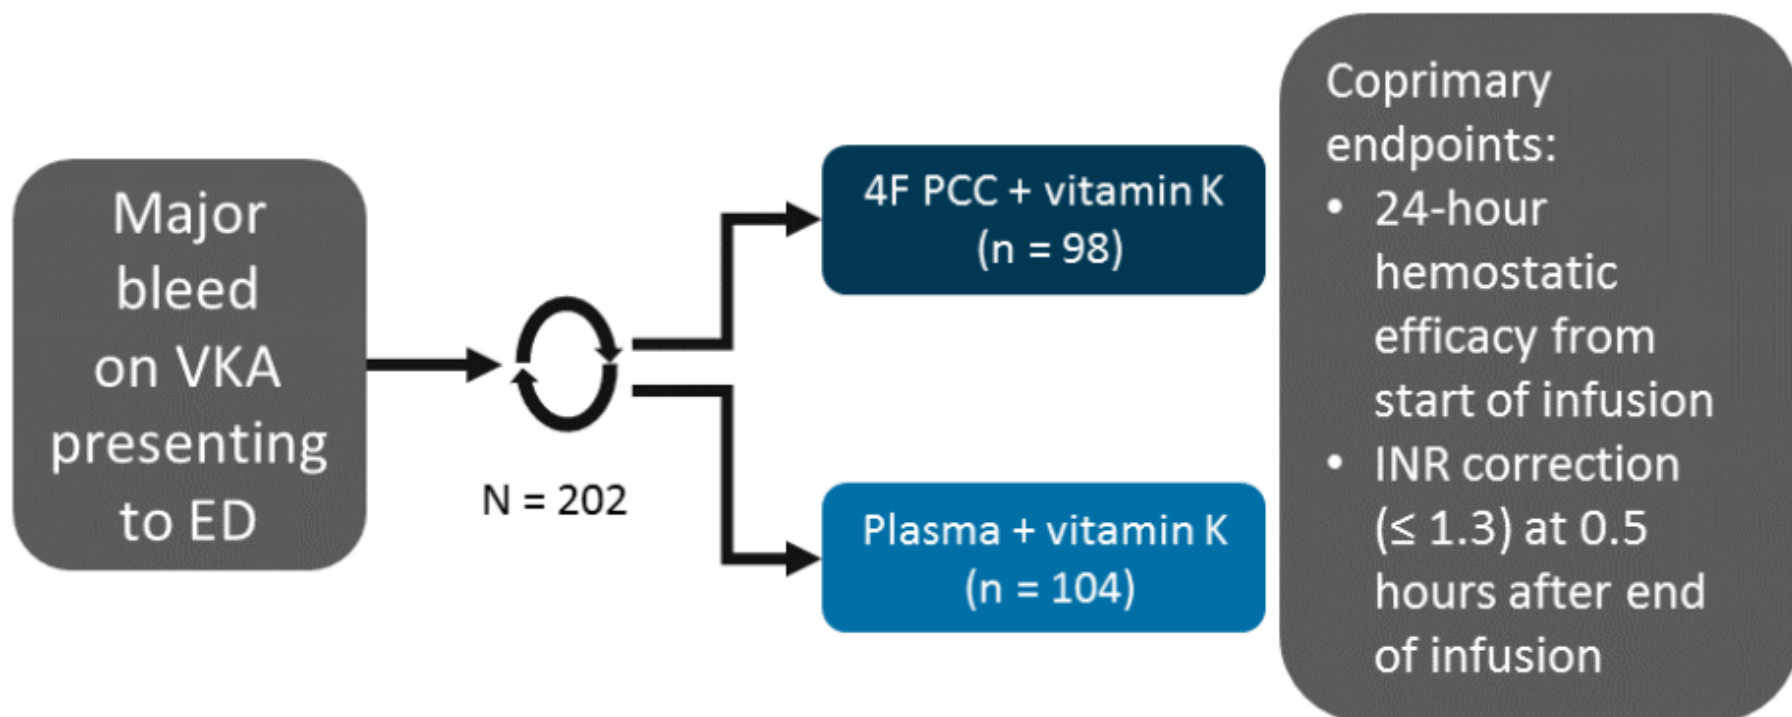 Major
bleed
on VKA
presenting
to ED
N = 202
4F PCC + vitamin K
(n = 98)
Plasma + vitamin K
(n = 104)
Coprimary
endpoints:
• 24-hour
hemostatic
efficacy from
start of infusion
• INR correction
(≤ 1.3) at 0.5
hours after end
of infusion